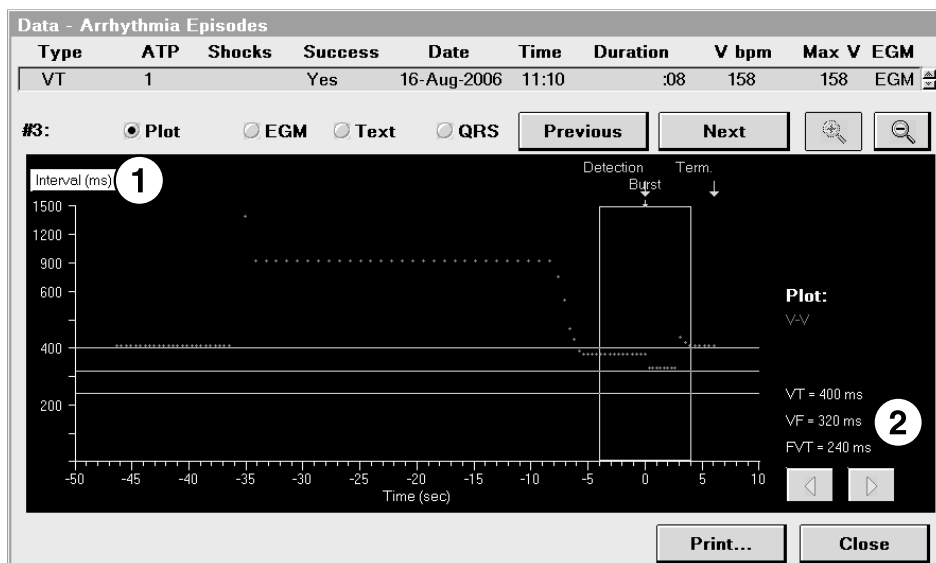 Data - Arrhythmia Episodes
Type ATP Shocks Success Date Time Duration V bpm Max V EGM
VT 1 Yes 16-Aug-2006 11:10 :08 158 158 EGM
#3: Plot EGM Text QRS Previous Next
Detection Term.
Burst
Interval (ms) 1
1500
1200
900
600
400
200
Plot:
V-V
VT = 400 ms
VF = 320 ms
FVT = 240 ms
2
-50 -45 -40 -35 -30 -25 -20 -15 -10 -5 0 5 10
Time (sec)
Print... Close